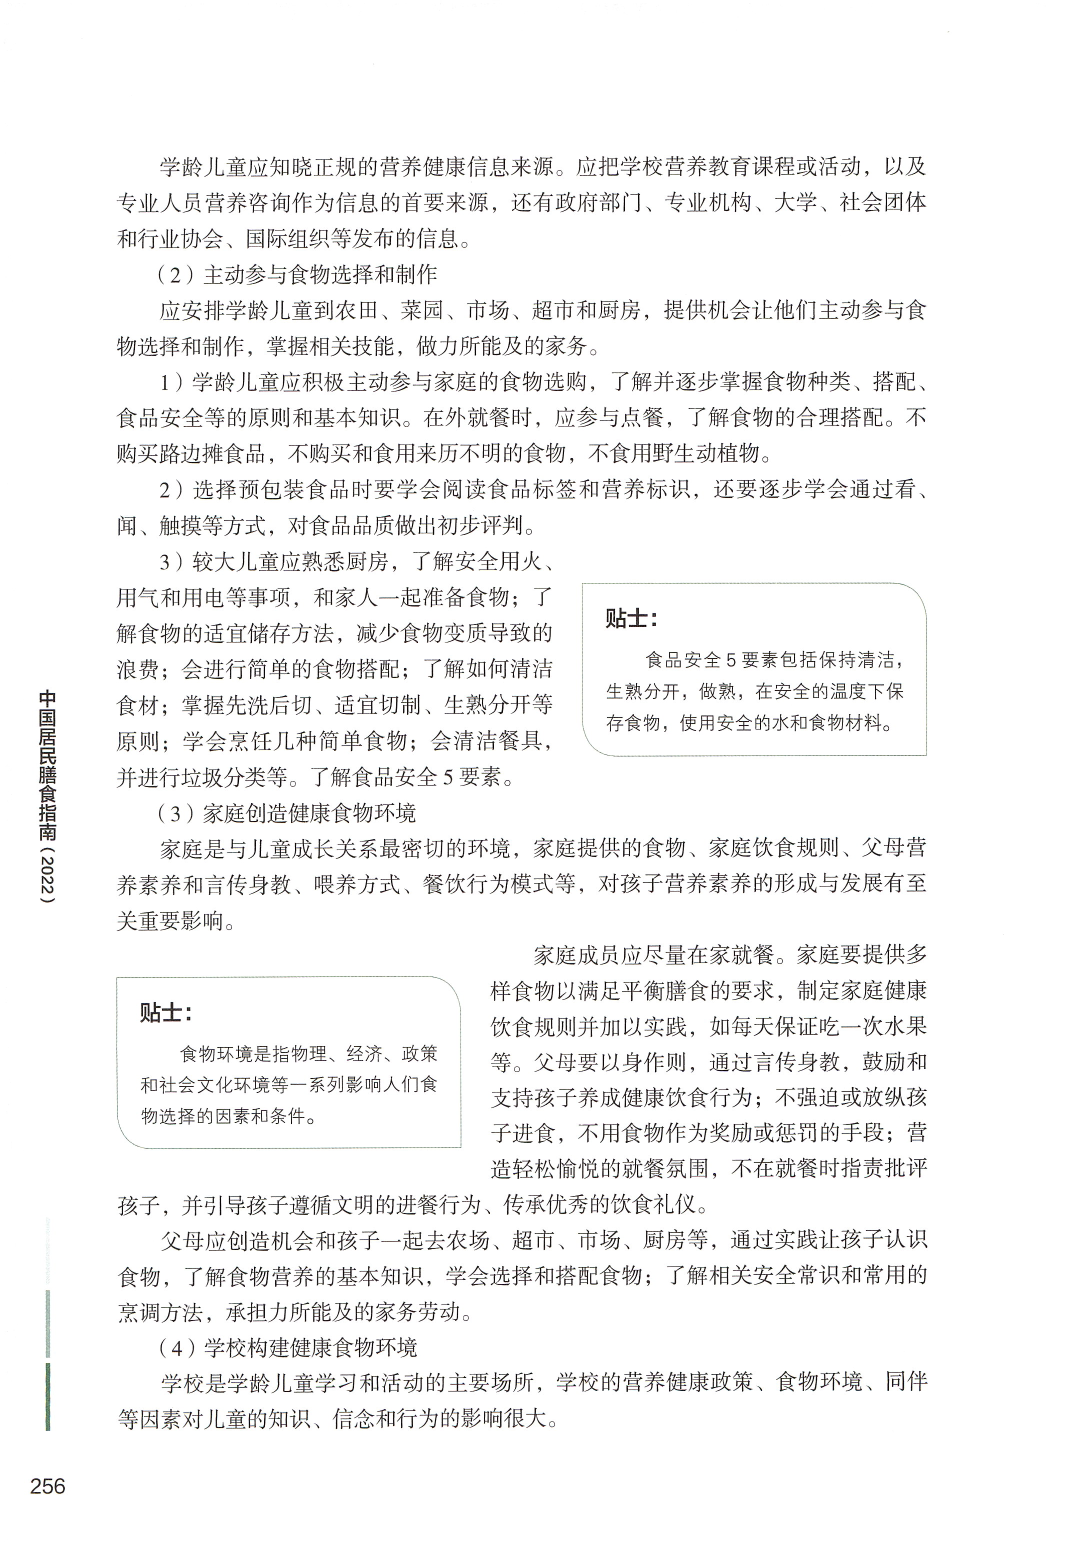 学龄儿童应知晓正规的营养健康信息来源。应把学校营养教育课程或活动，以及
专业人员营养咨询作为信息的首要来源，还有政府部门、专业机构、大学、社会团体
和行业协会、国际组织等发布的信息。
（2）主动参与食物选择和制作
应安排学龄儿童到农田、菜园、市场、超市和厨房，提供机会让他们主动参与食
物选择和制作，掌握相关技能，做力所能及的家务。
1）学龄儿童应积极主动参与家庭的食物选购，了解并逐步掌握食物种类、搭配、
食品安全等的原则和基本知识。在外就餐时，应参与点餐，了解食物的合理搭配。不
购买路边摊食品，不购买和食用来历不明的食物，不食用野生动植物。
2）选择预包装食品时要学会阅读食品标签和营养标识，还要逐步学会通过看、
闻、触摸等方式，对食品品质做出初步评判。
3）较大儿童应熟悉厨房，了解安全用火、
用气和用电等事项，和家人一起准备食物；了
解食物的适宜储存方法，减少食物变质导致的
浪费；会进行简单的食物搭配；了解如何清洁
食材；掌握先洗后切、适宜切制、生熟分开等
原则；学会烹饪几种简单食物；会清洁餐具，
并进行垃圾分类等。了解食品安全5要素。
贴士：
食品安全5要素包括保持清洁，
生熟分开，做熟，在安全的温度下保
存食物，使用安全的水和食物材料。
（3）家庭创造健康食物环境
家庭是与儿童成长关系最密切的环境，家庭提供的食物、家庭饮食规则、父母营
养素养和言传身教、喂养方式、餐饮行为模式等，对孩子营养素养的形成与发展有至
关重要影响。
贴士：
食物环境是指物理、经济、政策
和社会文化环境等一系列影响人们食
物选择的因素和条件。
家庭成员应尽量在家就餐。家庭要提供多
样食物以满足平衡膳食的要求，制定家庭健康
饮食规则并加以实践，如每天保证吃一次水果
等。父母要以身作则，通过言传身教，鼓励和
支持孩子养成健康饮食行为；不强迫或放纵孩
子进食，不用食物作为奖励或惩罚的手段；营
造轻松愉悦的就餐氛围，不在就餐时指责批评
孩子，并引导孩子遵循文明的进餐行为、传承优秀的饮食礼仪。
父母应创造机会和孩子一起去农场、超市、市场、厨房等，通过实践让孩子认识
食物，了解食物营养的基本知识，学会选择和搭配食物；了解相关安全常识和常用的
烹调方法，承担力所能及的家务劳动。
（4）学校构建健康食物环境
学校是学龄儿童学习和活动的主要场所，学校的营养健康政策、食物环境、同伴
等因素对儿童的知识、信念和行为的影响很大。
中国居民膳食指南（2022）
256